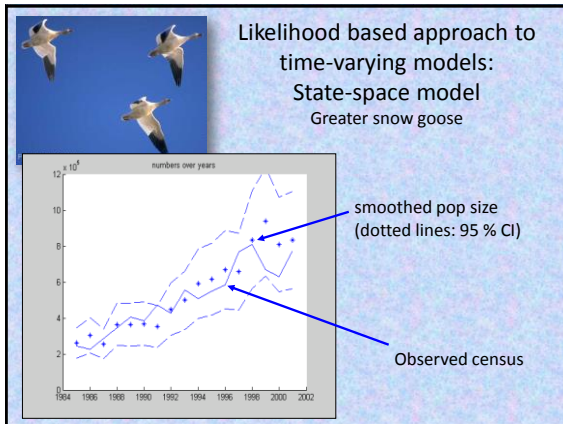 Likelihood based approach to
time-varying models:
State-space model
Greater snow goose
numbers over years
12
10
8
6
4
2
0
1984 1986 1988 1990 1992 1994 1996 1998 2000 2002
smoothed pop size
(dotted lines: 95 % CI)
Observed census